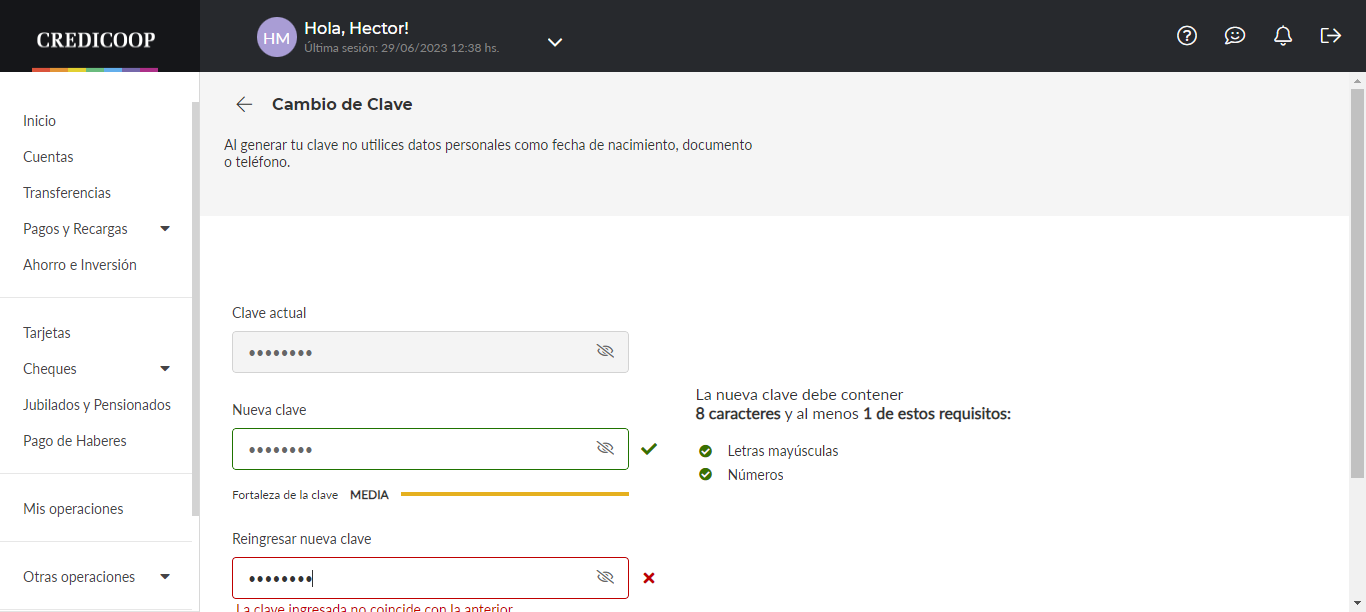 CREDICOOP
HM
Hola, Hector!
Última sesión: 29/06/2023 12:38 hs.
Inicio
Cuentas
Transferencias
Pagos y Recargas
Ahorro e Inversión
Tarjetas
Cheques
Jubilados y Pensionados
Pago de Haberes
Mis operaciones
Otras operaciones
Cambio de Clave
Al generar tu clave no utilices datos personales como fecha de nacimiento, documento
o teléfono.
Clave actual
••••••••
Nueva clave
••••••••
Fortaleza de la clave MEDIA
Reingresar nueva clave
••••••••
La clave ingresada no coincide con la anterior
La nueva clave debe contener
8 caracteres y al menos 1 de estos requisitos:
Letras mayúsculas
Números